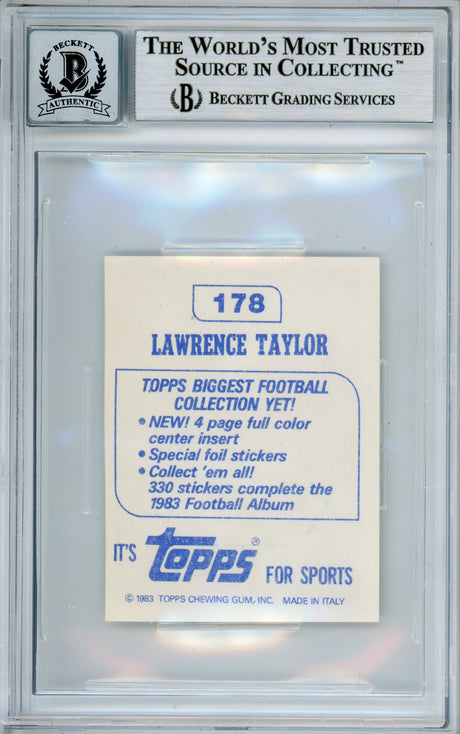 BECKETT
B
AUTHENTIC
THE WORLD'S MOST TRUSTED
SOURCE IN COLLECTING™
B BECKETT GRADING SERVICES
178
LAWRENCE TAYLOR
TOPPS BIGGEST FOOTBALL
COLLECTION YET!
• NEW! 4 page full color
center insert
• Special foil stickers
• Collect 'em all!
330 stickers complete the
1983 Football Album
IT'S topps® FOR SPORTS
© 1983 TOPPS CHEWING GUM, INC. MADE IN ITALY